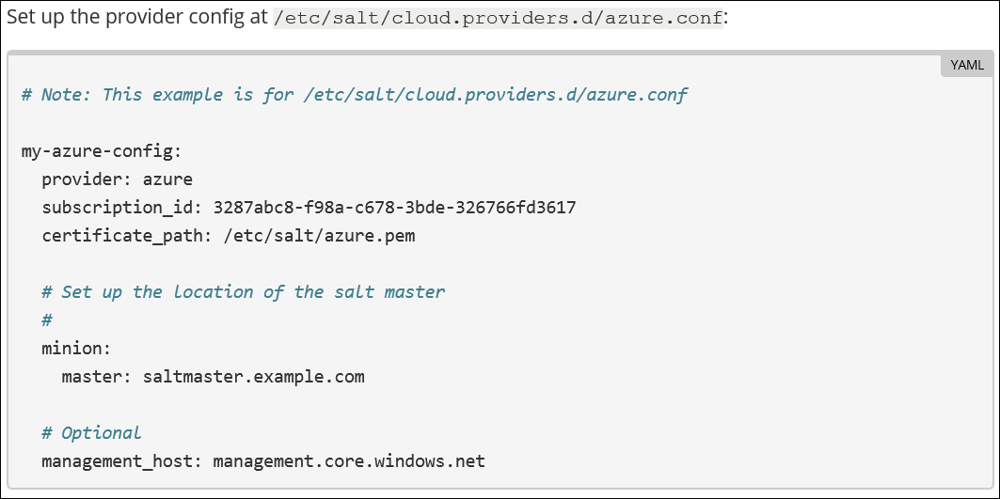 Set up the provider config at /etc/salt/cloud.providers.d/azure.conf:
YAML
# Note: This example is for /etc/salt/cloud.providers.d/azure.conf
my-azure-config:
  provider: azure
  subscription_id: 3287abc8-f98a-c678-3bde-326766fd3617
  certificate_path: /etc/salt/azure.pem
  # Set up the location of the salt master
  #
  minion:
    master: saltmaster.example.com
  # Optional
  management_host: management.core.windows.net